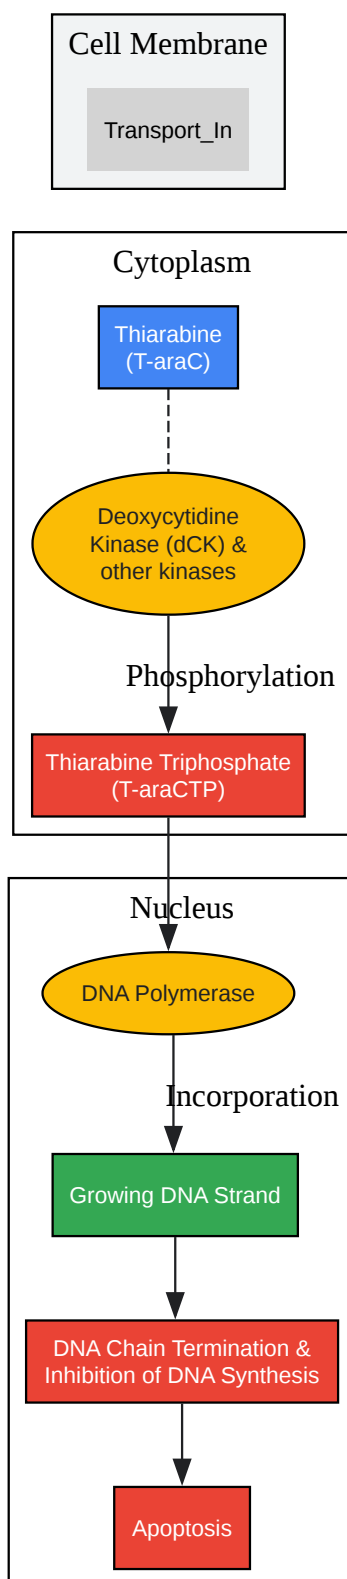 Cell Membrane
Transport_In
Cytoplasm
Thiarabine
(T-araC)
Deoxycytidine
Kinase (dCK) &
other kinases
Phosphorylation
Thiarabine Triphosphate
(T-araCTP)
Nucleus
DNA Polymerase
Incorporation
Growing DNA Strand
DNA Chain Termination &
Inhibition of DNA Synthesis
Apoptosis